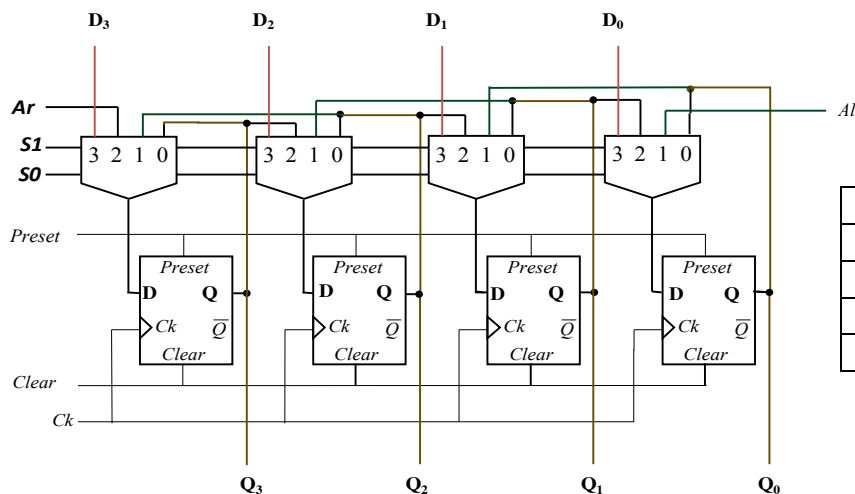 D3 D2 D1 D0
Ar
Al
S1
3 2 1 0 3 2 1 0 3 2 1 0 3 2 1 0
S0
Preset
Preset Preset Preset Preset
D Q D Q D Q D Q
Ck Q̅ Ck Q̅ Ck Q̅ Ck Q̅
Clear Clear Clear Clear
Clear
Ck
Q3 Q2 Q1 Q0